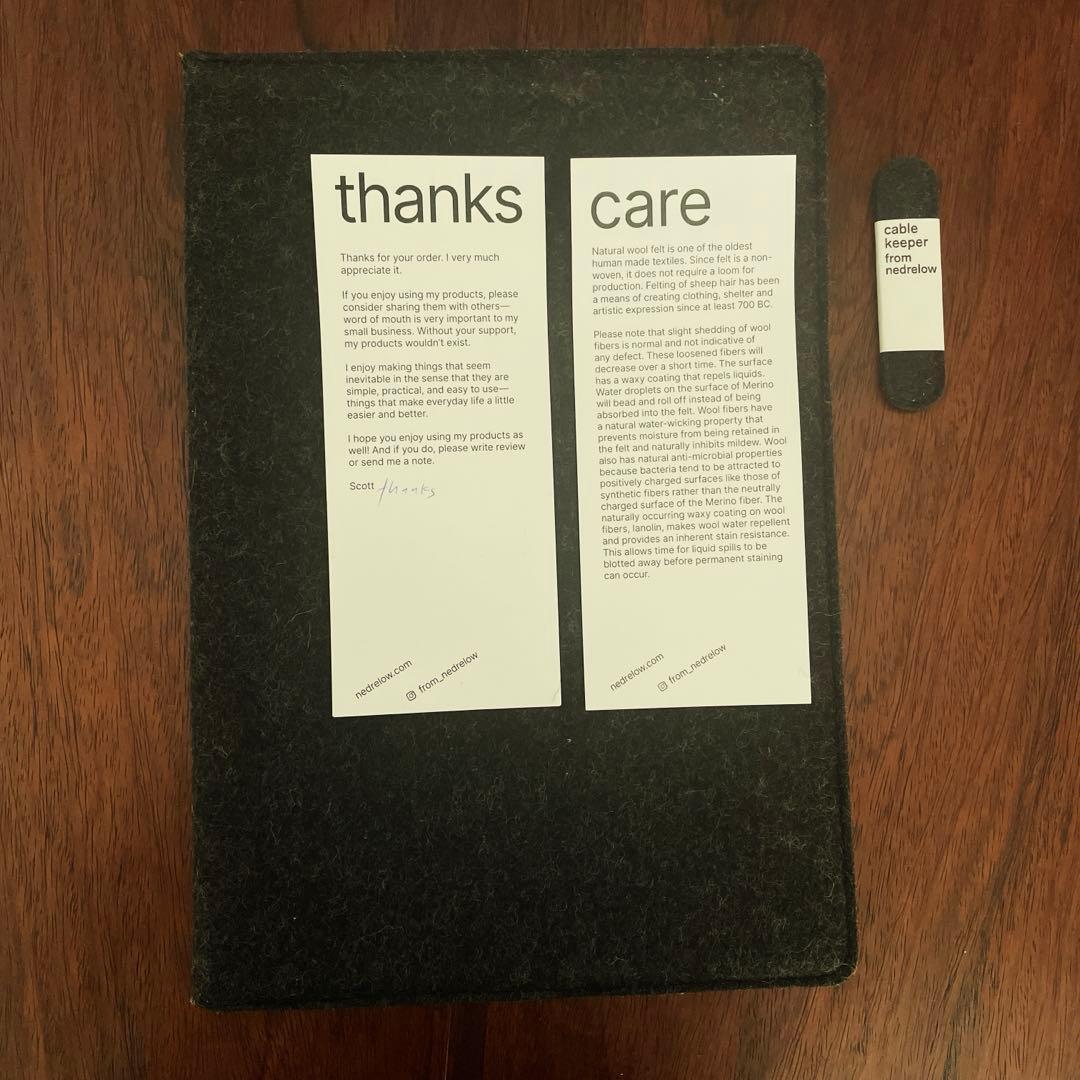 thanks
Thanks for your order. I very much
appreciate it.
If you enjoy using my products, please
consider sharing them with others—
word of mouth is very important to my
small business. Without your support,
my products wouldn't exist.
I enjoy making things that seem
inevitable in the sense that they are
simple, practical, and easy to use—
things that make everyday life a little
easier and better.
I hope you enjoy using my products as
well! And if you do, please write review
or send me a note.
Scott thanks
nedrelow.com
from_nedrelow
care
Natural wool felt is one of the oldest
human made textiles. Since felt is a non-
woven, it does not require a loom for
production. Felting of sheep hair has been
a means of creating clothing, shelter and
artistic expression since at least 700 BC.
Please note that slight shedding of wool
fibers is normal and not indicative of
any defect. These loosened fibers will
decrease over a short time. The surface
has a waxy coating that repels liquids.
Water droplets on the surface of Merino
will bead and roll off instead of being
absorbed into the felt. Wool fibers have
a natural water-wicking property that
prevents moisture from being retained in
the felt and naturally inhibits mildew. Wool
also has natural anti-microbial properties
because bacteria tend to be attracted to
positively charged surfaces like those of
synthetic fibers rather than the neutrally
charged surface of the Merino fiber. The
naturally occurring waxy coating on wool
fibers, lanolin, makes wool water repellent
and provides an inherent stain resistance.
This allows time for liquid spills to be
blotted away before permanent staining
can occur.
nedrelow.com
from_nedrelow
cable
keeper
from
nedrelow